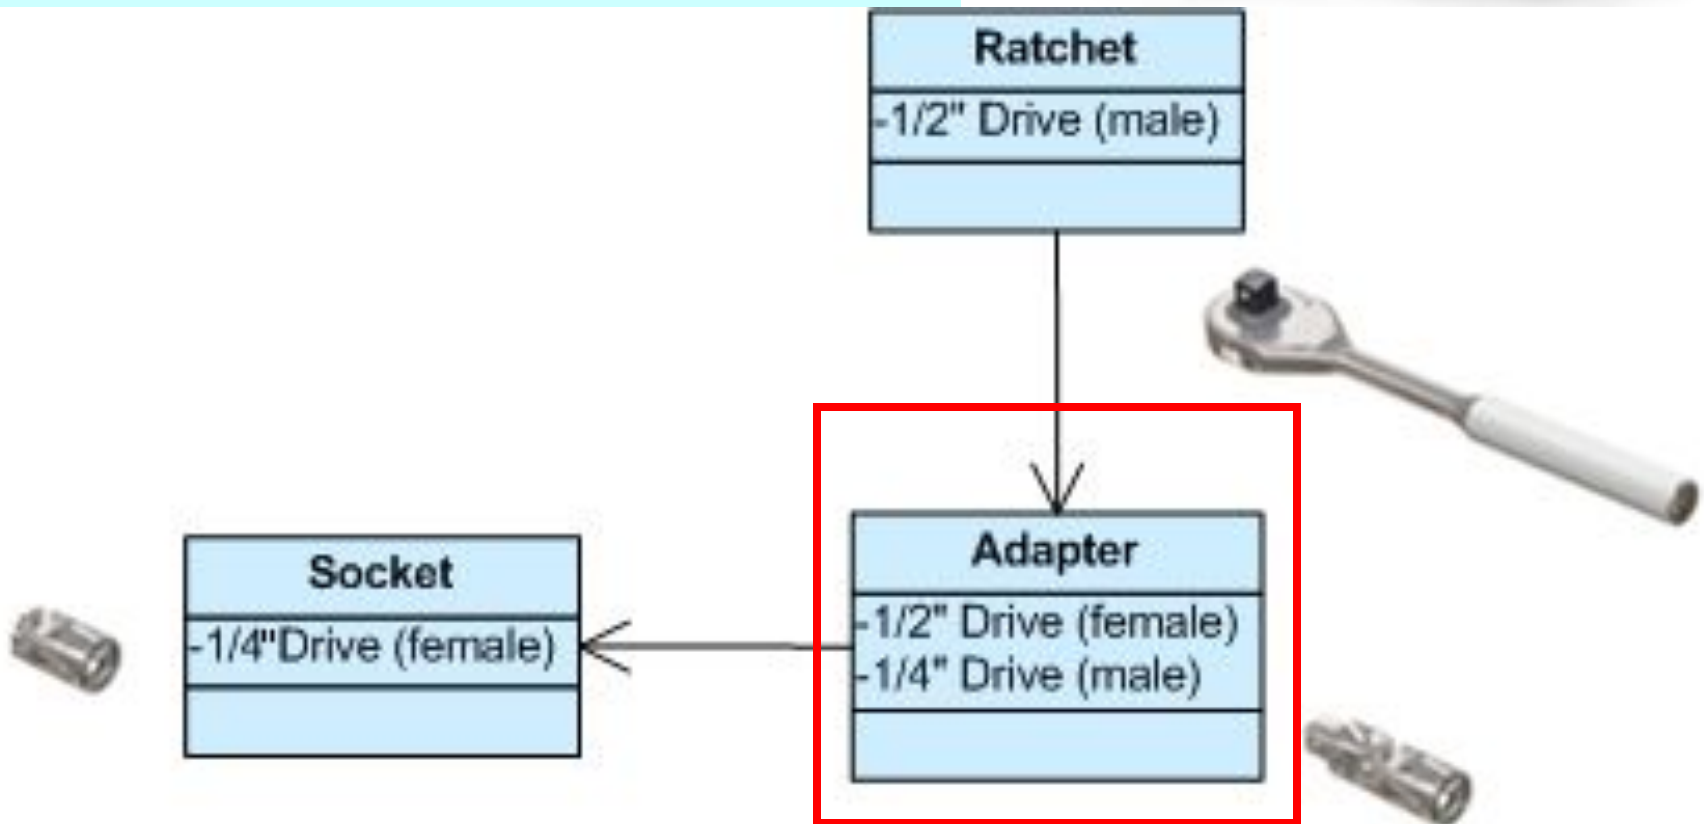 Ratchet
-1/2" Drive (male)
Adapter
-1/2" Drive (female)
-1/4" Drive (male)
Socket
-1/4"Drive (female)